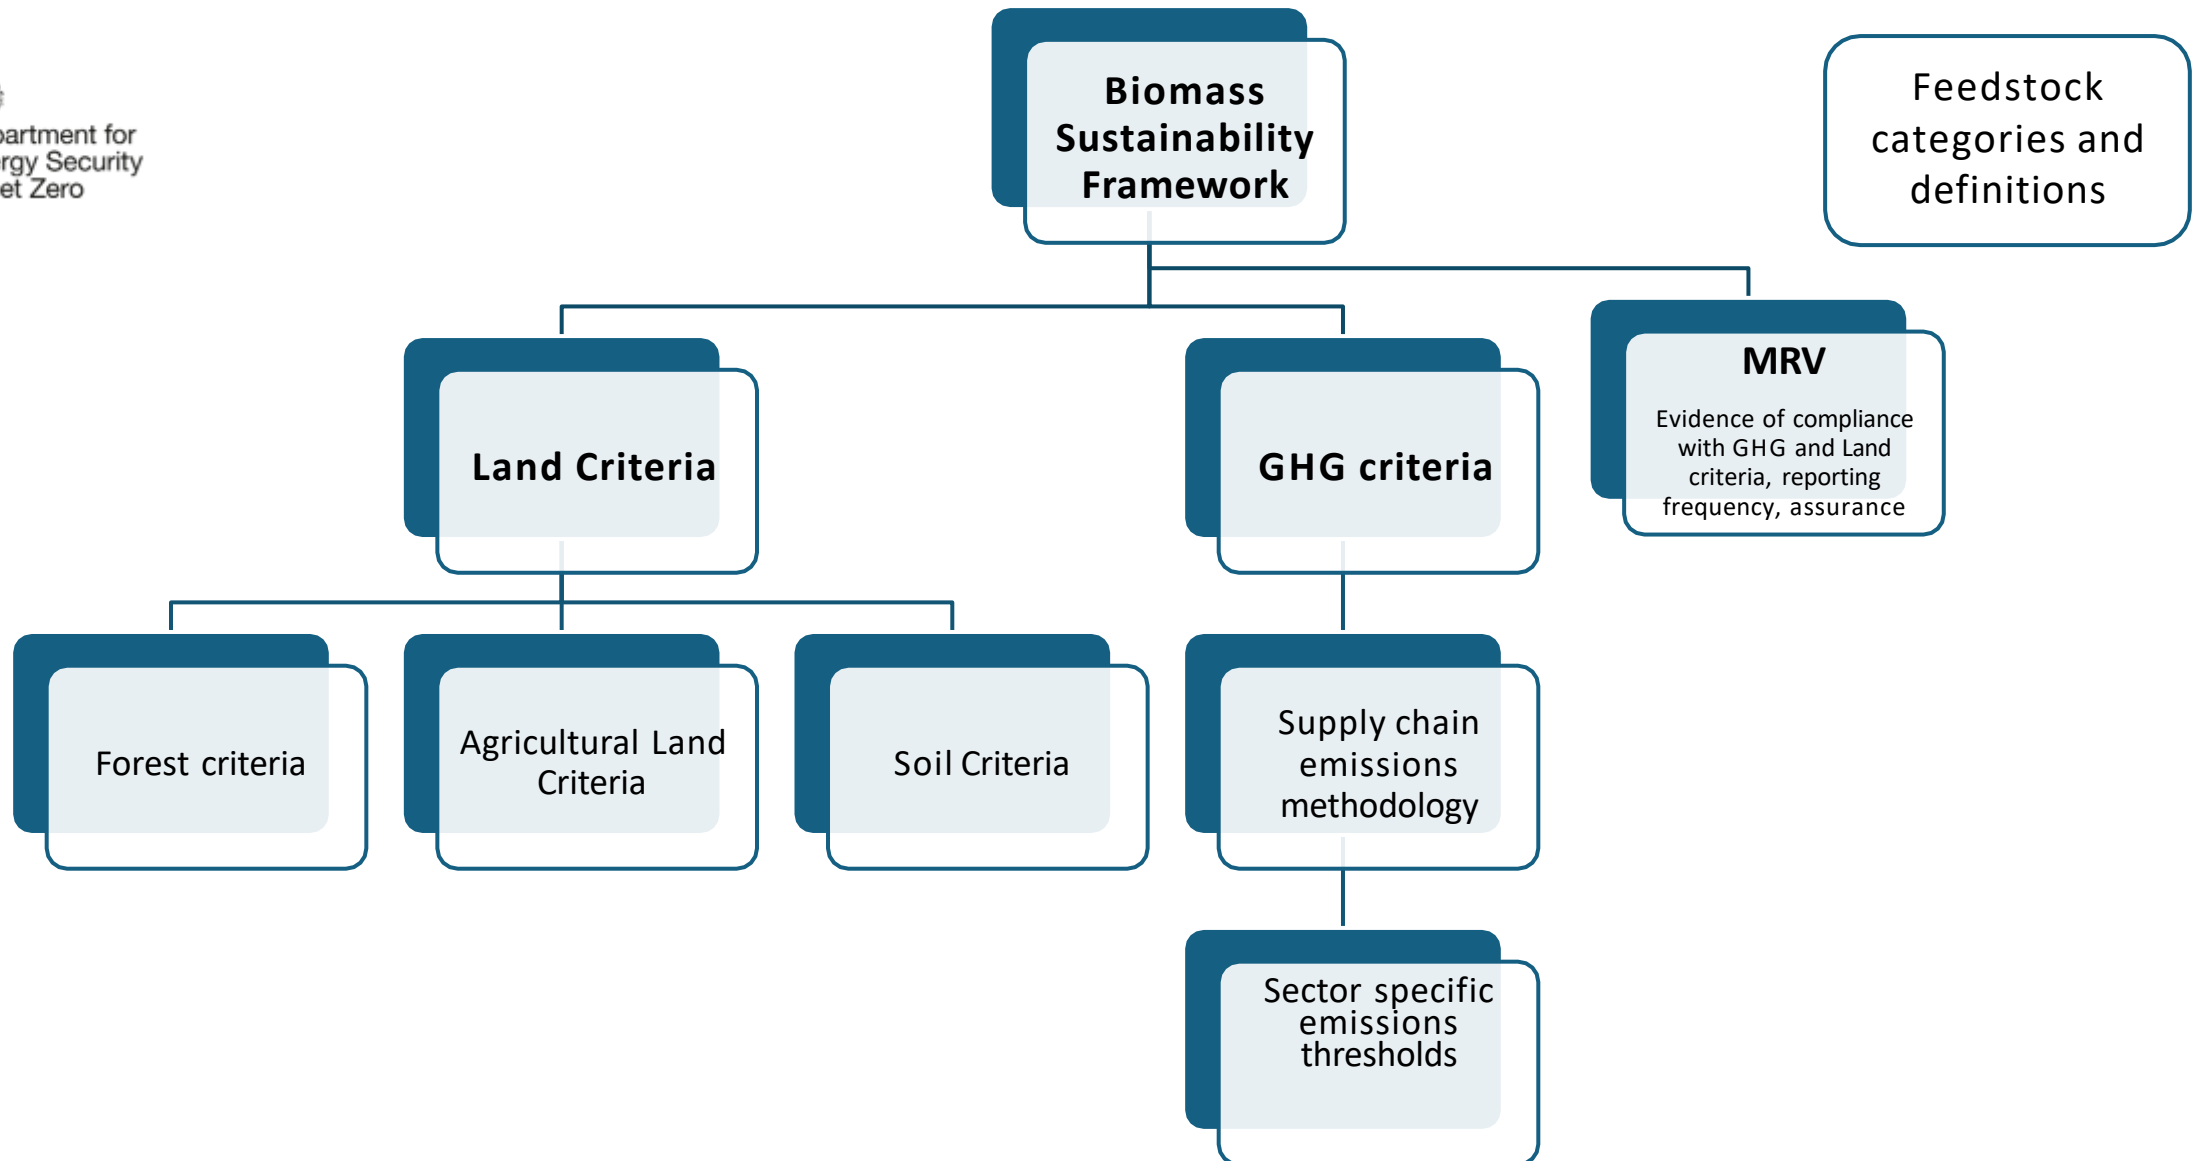 partment for
ergy Security
et Zero
Biomass
Sustainability
Framework
Feedstock
categories and
definitions
Land Criteria
GHG criteria
MRV
Evidence of compliance
with GHG and Land
criteria, reporting
frequency, assurance
Forest criteria
Agricultural Land
Criteria
Soil Criteria
Supply chain
emissions
methodology
Sector specific
emissions
thresholds